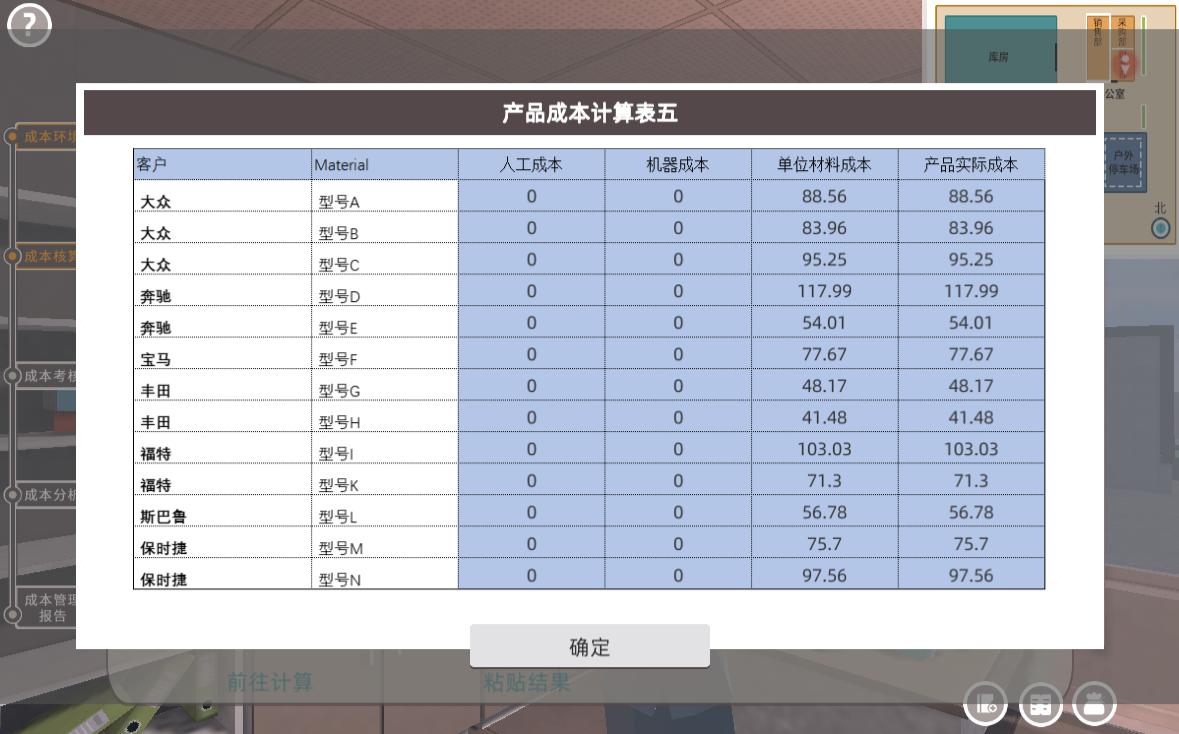 ?
库房
销售部
采购部
公室
户外
停车场
北
成本环境
成本核算
成本考核
成本分析
成本管理
报告
产品成本计算表五
客户 Material 人工成本 机器成本 单位材料成本 产品实际成本
大众 型号A 0 0 88.56 88.56
大众 型号B 0 0 83.96 83.96
大众 型号C 0 0 95.25 95.25
奔驰 型号D 0 0 117.99 117.99
奔驰 型号E 0 0 54.01 54.01
宝马 型号F 0 0 77.67 77.67
丰田 型号G 0 0 48.17 48.17
丰田 型号H 0 0 41.48 41.48
福特 型号I 0 0 103.03 103.03
福特 型号K 0 0 71.3 71.3
斯巴鲁 型号L 0 0 56.78 56.78
保时捷 型号M 0 0 75.7 75.7
保时捷 型号N 0 0 97.56 97.56
确定
前往计算 粘贴结果